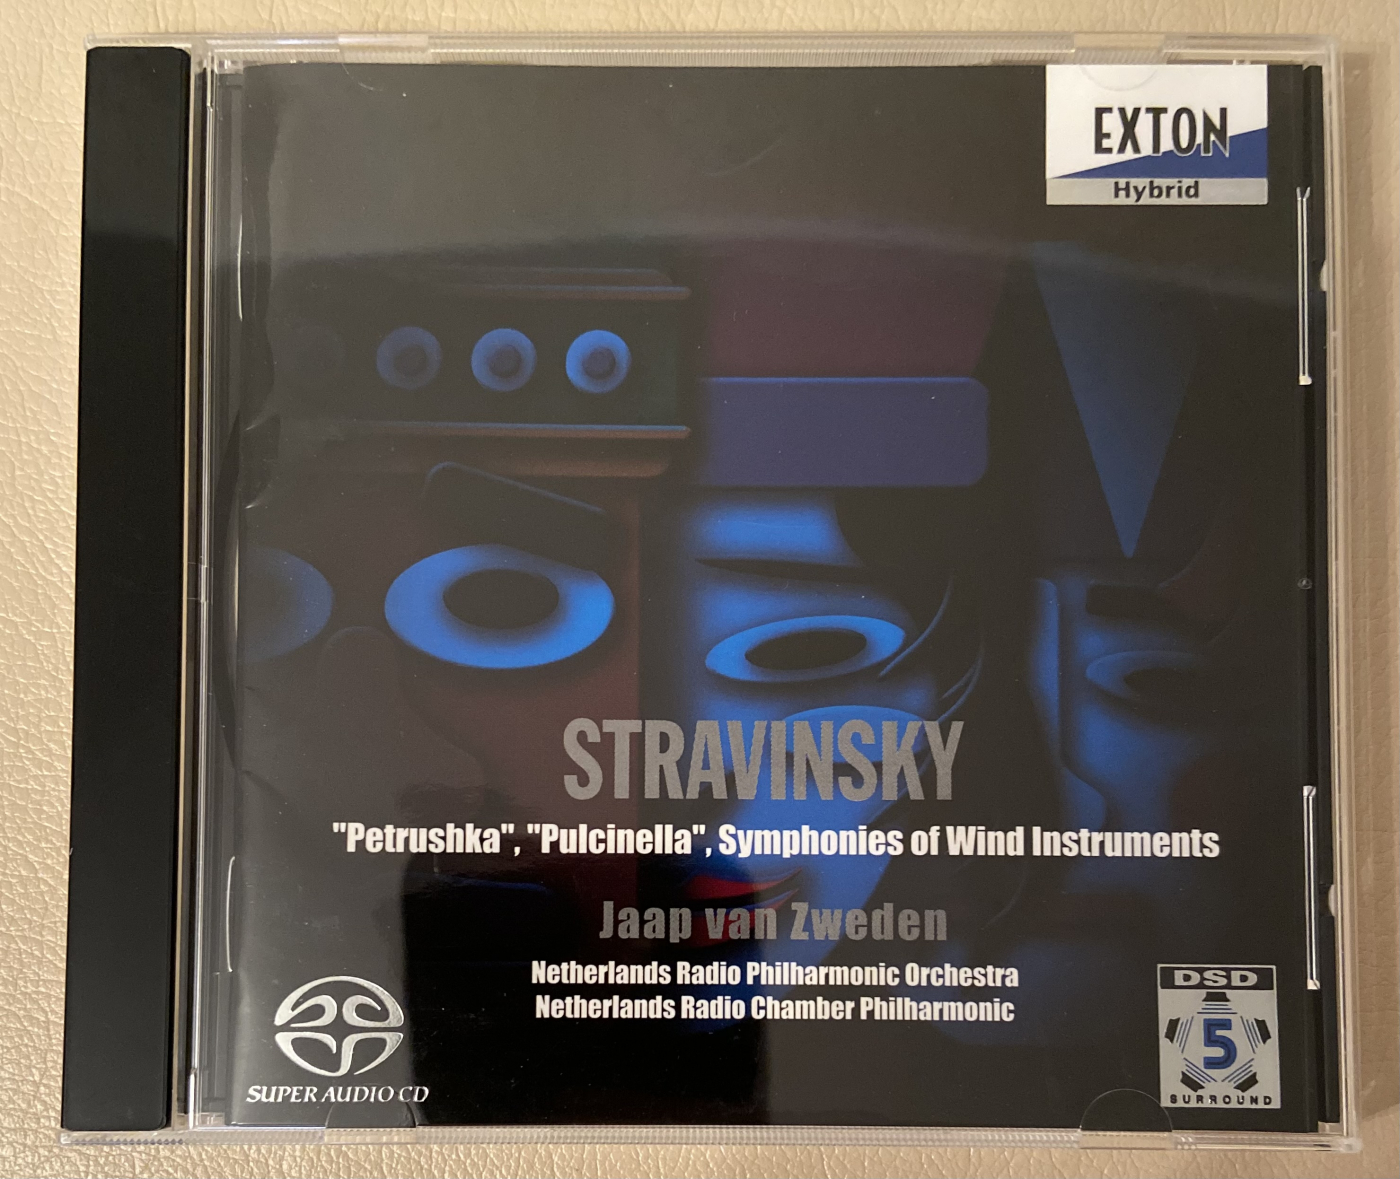 EXTON
Hybrid
STRAVINSKY
"Petrushka", "Pulcinella", Symphonies of Wind Instruments
Jaap van Zweden
Netherlands Radio Philharmonic Orchestra
Netherlands Radio Chamber Philharmonic
SUPER AUDIO CD
DSD
5
SURROUND